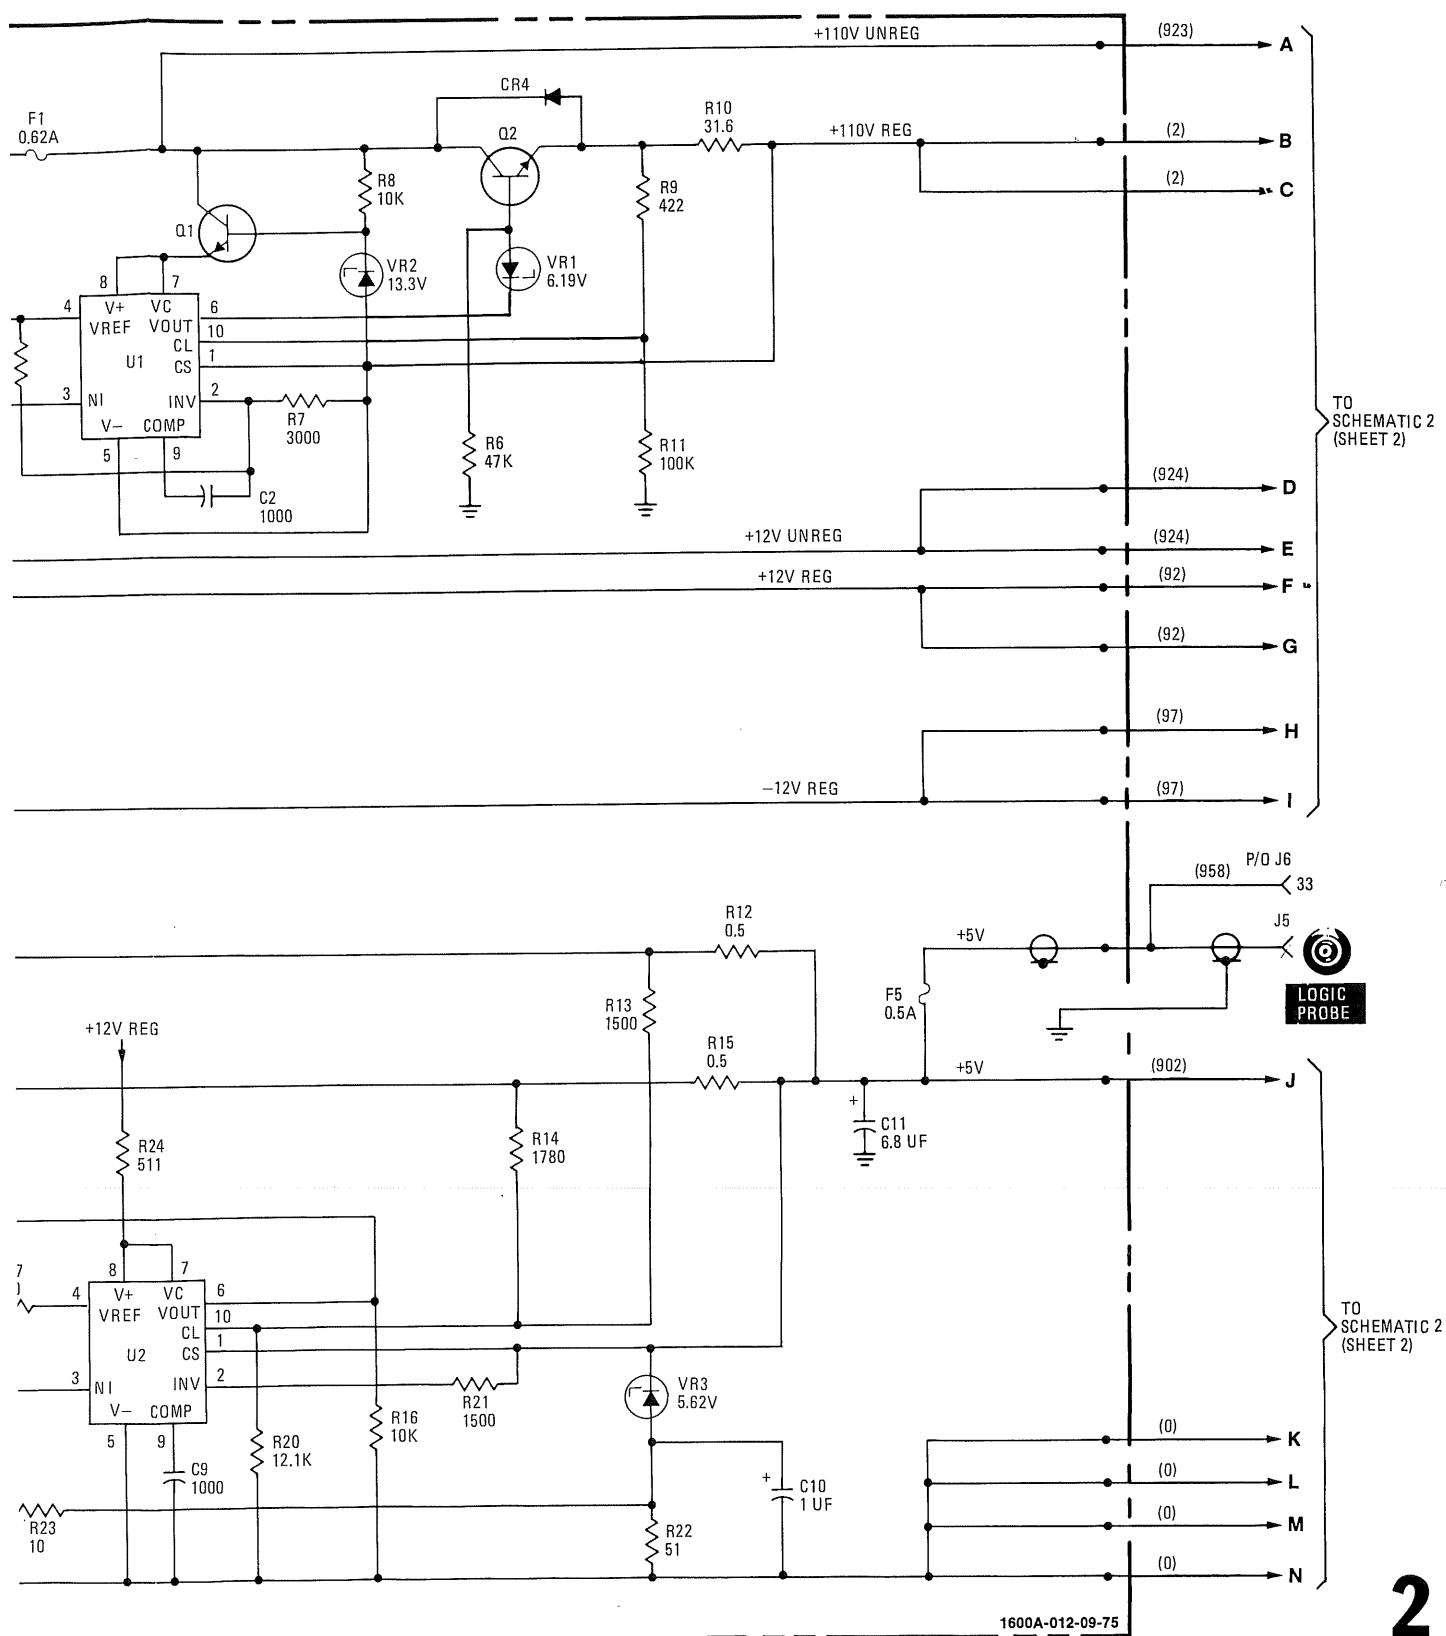 +110V UNREG
(923)
A
CR4
F1
0.62A
R10
31.6
Q2
+110V REG
(2)
B
R8
10K
R9
422
(2)
C
Q1
VR2
13.3V
VR1
6.19V
8
7
4
V+
VC
6
VREF
VOUT
10
CL
U1
1
CS
3
NI
INV
2
V-
COMP
R7
3000
5
9
C2
1000
R6
47K
R11
100K
TO
SCHEMATIC 2
(SHEET 2)
(924)
D
+12V UNREG
(924)
E
+12V REG
(92)
F
(92)
G
(97)
H
-12V REG
(97)
I
P/O J6
(958)
33
R12
0.5
+5V
J5
R13
1500
F5
0.5A
LOGIC
PROBE
+12V REG
R15
0.5
+5V
(902)
J
+
C11
6.8 UF
R24
511
R14
1780
7
8
7
4
V+
VC
6
VREF
VOUT
10
CL
1
U2
CS
3
NI
INV
2
V-
COMP
R21
1500
VR3
5.62V
TO
SCHEMATIC 2
(SHEET 2)
5
9
R20
12.1K
R16
10K
C9
1000
+
C10
1 UF
(0)
K
(0)
L
R23
10
R22
51
(0)
M
(0)
N
1600A-012-09-75
2